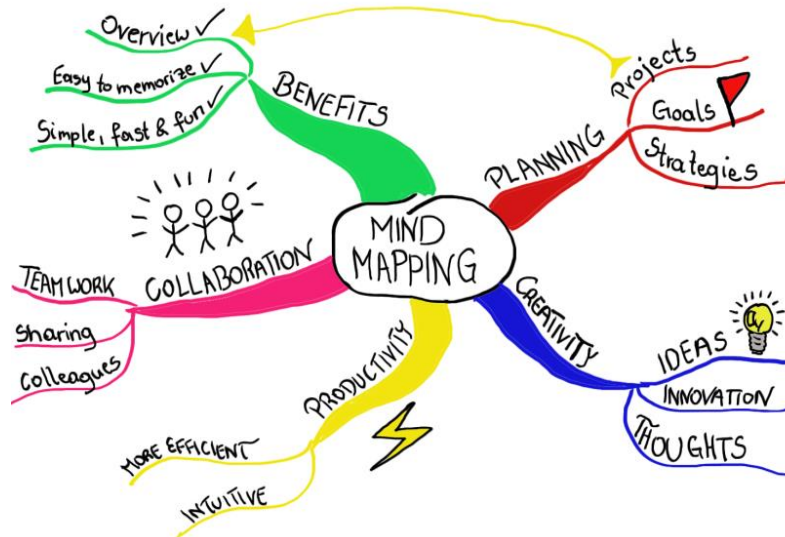 MIND
MAPPING
BENEFITS
Overview ✓
Easy to memorize ✓
Simple, fast & fun ✓
PLANNING
Projects
Goals
Strategies
COLLABORATION
TEAMWORK
Sharing
Colleagues
PRODUCTIVITY
MORE EFFICIENT
INTUITIVE
CREATIVITY
IDEAS
INNOVATION
THOUGHTS